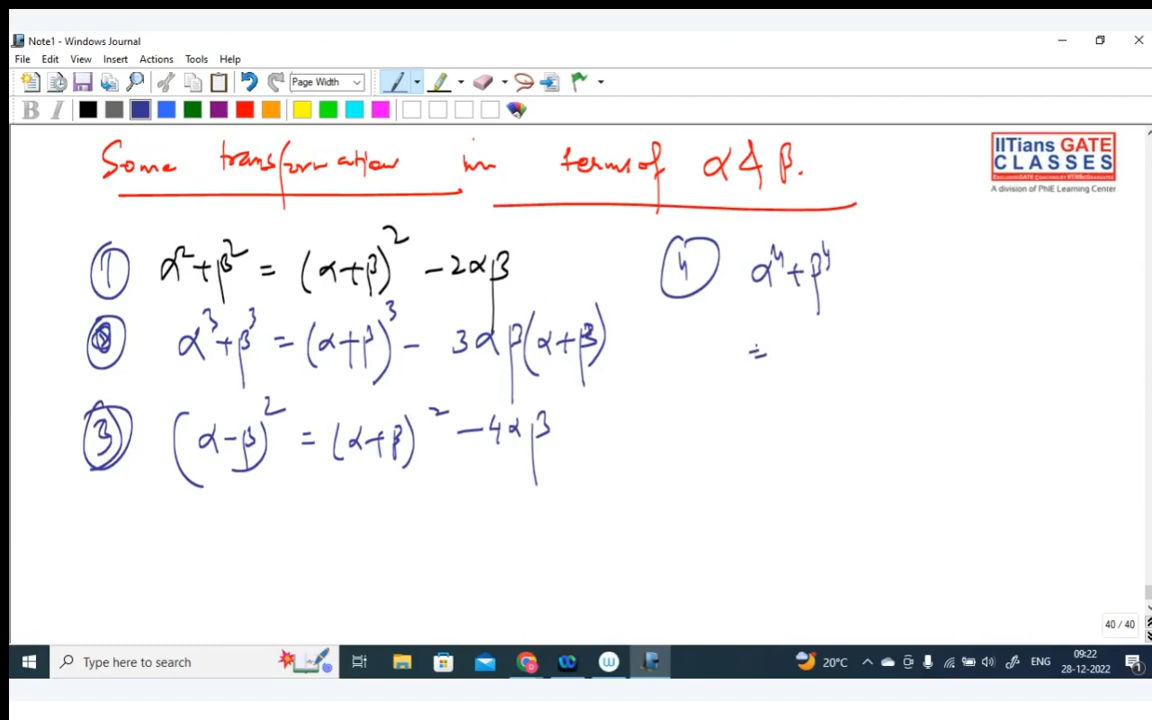 Note1 - Windows Journal
File Edit View Insert Actions Tools Help
Page Width
B I
Some transformation in terms of α & β.
IITians GATE
CLASSES
A division of PhIE Learning Center
① α² + β² = (α+β)² - 2αβ
② α³ + β³ = (α+β)³ - 3αβ(α+β)
③ (α-β)² = (α+β)² - 4αβ
④ α⁴ + β⁴
=
40 / 40
Type here to search
20°C
ENG
09:22
28-12-2022
1